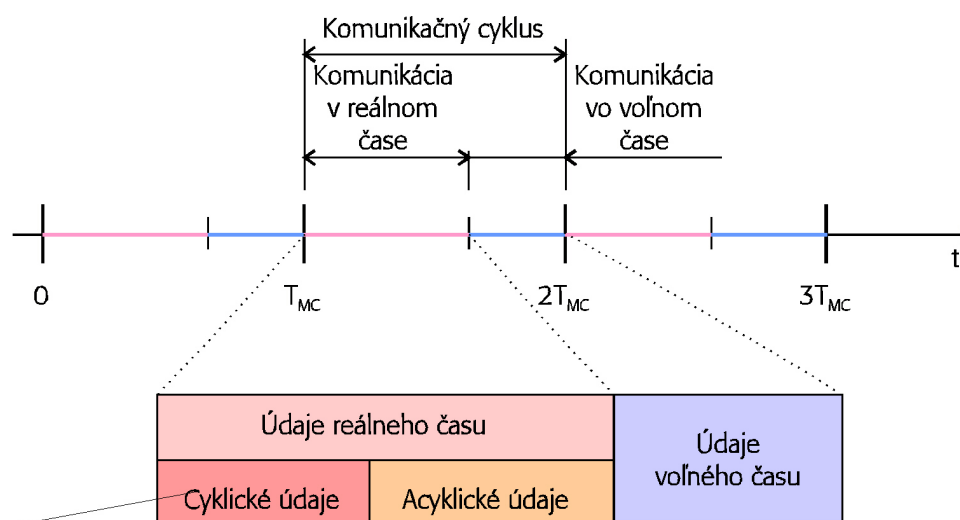 Komunikačný cyklus
Komunikácia
v reálnom
čase
Komunikácia
vo voľnom
čase
t
0
T_MC
2T_MC
3T_MC
Údaje reálneho času
Údaje
voľného času
Cyklické údaje
Acyklické údaje